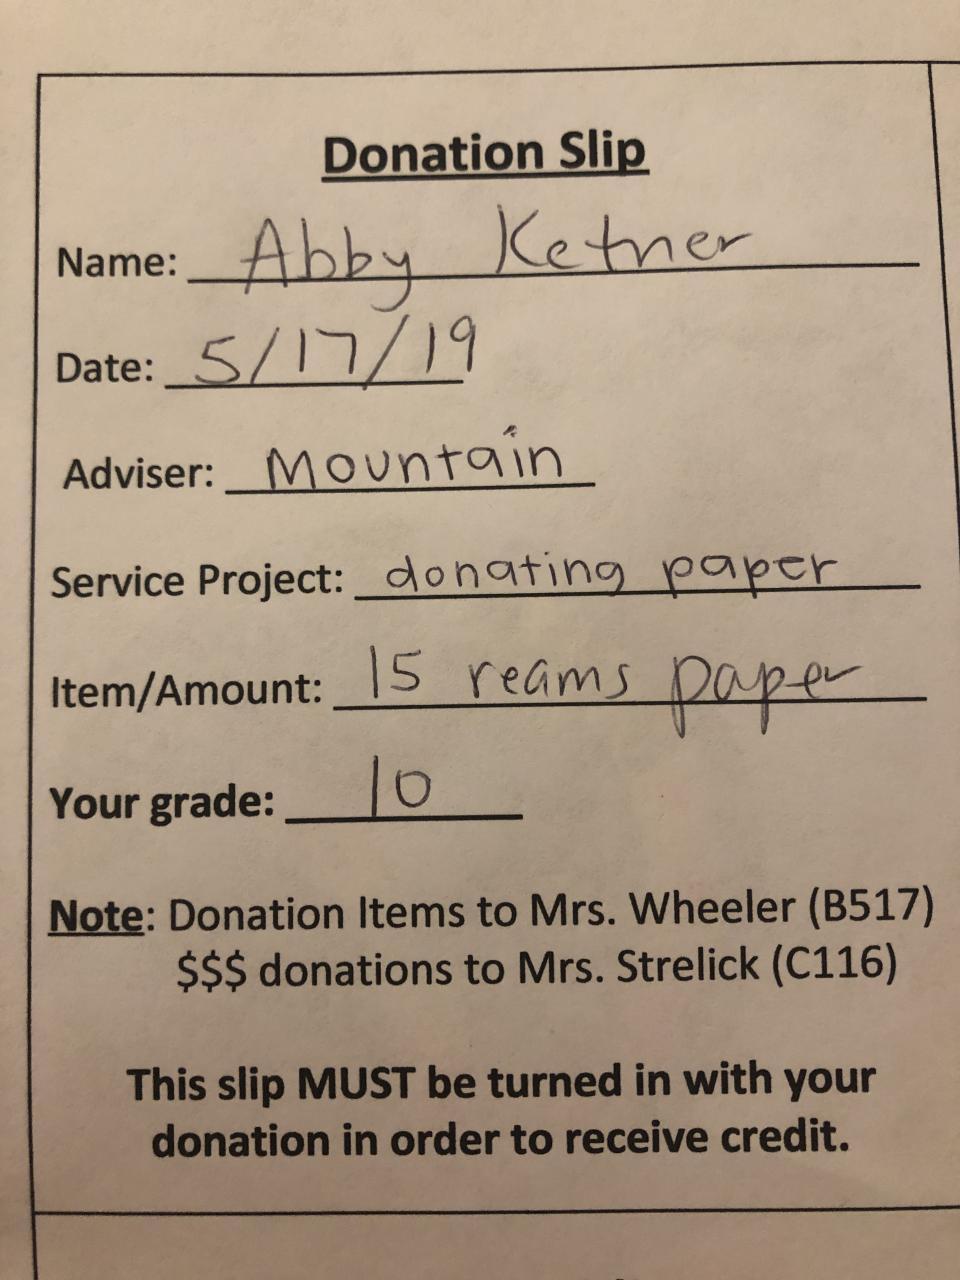 Donation Slip
Name: Abby Ketner
Date: 5/17/19
Adviser: Mountain
Service Project: donating paper
Item/Amount: 15 reams paper
Your grade: 10
Note: Donation Items to Mrs. Wheeler (B517)
$$$ donations to Mrs. Strelick (C116)
This slip MUST be turned in with your
donation in order to receive credit.